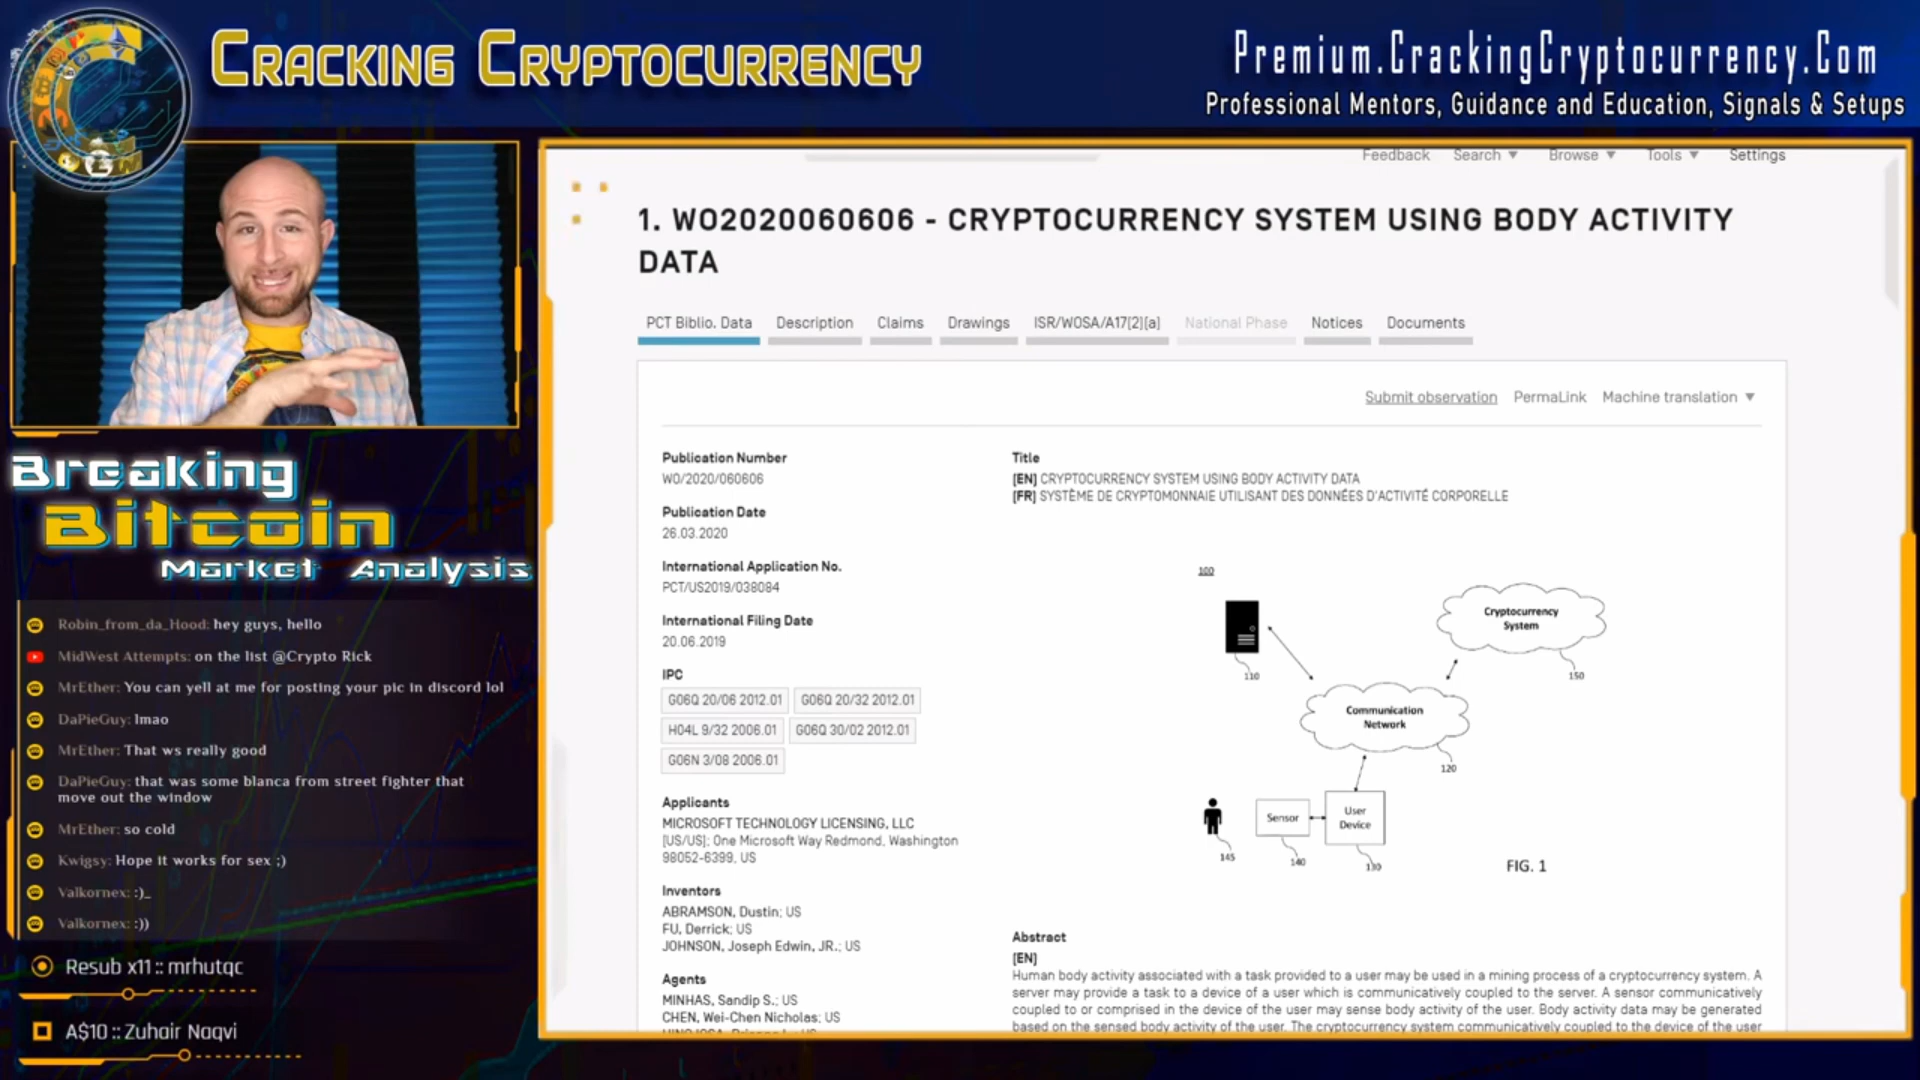 Cracking Cryptocurrency
Premium.CrackingCryptocurrency.Com
Professional Mentors, Guidance and Education, Signals & Setups
Feedback Search ▼ Browse ▼ Tools ▼ Settings
1. WO2020060606 - CRYPTOCURRENCY SYSTEM USING BODY ACTIVITY
DATA
PCT Biblio. Data Description Claims Drawings ISR/WOSA/A17(2)(a) National Phase Notices Documents
Submit observation PermaLink Machine translation ▼
Publication Number
WO/2020/060606
Publication Date
26.03.2020
International Application No.
PCT/US2019/038084
International Filing Date
20.06.2019
IPC
G06Q 20/06 2012.01 G06Q 20/32 2012.01
H04L 9/32 2006.01 G06Q 30/02 2012.01
G06N 3/08 2006.01
Applicants
MICROSOFT TECHNOLOGY LICENSING, LLC
[US/US]; One Microsoft Way Redmond, Washington
98052-6399, US
Inventors
ABRAMSON, Dustin; US
FU, Derrick; US
JOHNSON, Joseph Edwin, JR.; US
Agents
MINHAS, Sandip S.; US
CHEN, Wei-Chen Nicholas; US
Title
[EN] CRYPTOCURRENCY SYSTEM USING BODY ACTIVITY DATA
[FR] SYSTÈME DE CRYPTOMONNAIE UTILISANT DES DONNÉES D'ACTIVITÉ CORPORELLE
100
110
Cryptocurrency
System
150
Communication
Network
120
145
Sensor
140
User
Device
130
FIG. 1
Abstract
[EN]
Human body activity associated with a task provided to a user may be used in a mining process of a cryptocurrency system. A
server may provide a task to a device of a user which is communicatively coupled to the server. A sensor communicatively
coupled to or comprised in the device of the user may sense body activity of the user. Body activity data may be generated
based on the sensed body activity of the user. The cryptocurrency system communicatively coupled to the device of the user
Breaking
Bitcoin
Market Analysis
Robin_from_da_Hood: hey guys, hello
MidWest Attempts: on the list @Crypto Rick
MrEther: You can yell at me for posting your pic in discord lol
DaPieGuy: lmao
MrEther: That ws really good
DaPieGuy: that was some blanca from street fighter that
move out the window
MrEther: so cold
Kwigsy: Hope it works for sex ;)
Valkornex: :)_
Valkornex: :))
Resub x11 :: mrhutqc
A$10 :: Zuhair Naqvi